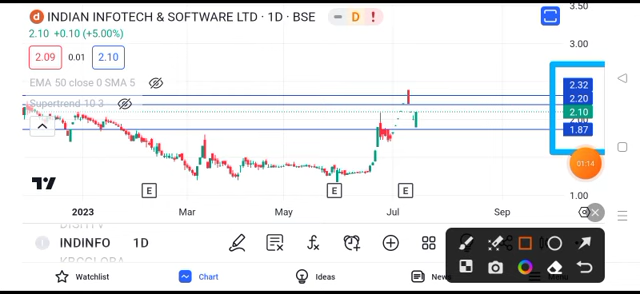 INDIAN INFOTECH & SOFTWARE LTD · 1D · BSE
D !
3.50
2.10 +0.10 (+5.00%)
3.00
2.09 0.01 2.10
EMA 50 close 0 SMA 5
2.32
Supertrend 10 3
2.20
2.10
1.87
01:14
E E E
1.00
2023 Mar May Jul Sep
INDINFO 1D
Watchlist Chart Ideas News